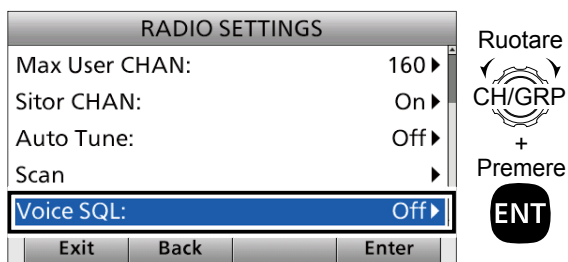 RADIO SETTINGS
Max User CHAN: 160
Sitor CHAN: On
Auto Tune: Off
Scan
Voice SQL: Off
Exit Back Enter
Ruotare
CH/GRP
+
Premere
ENT